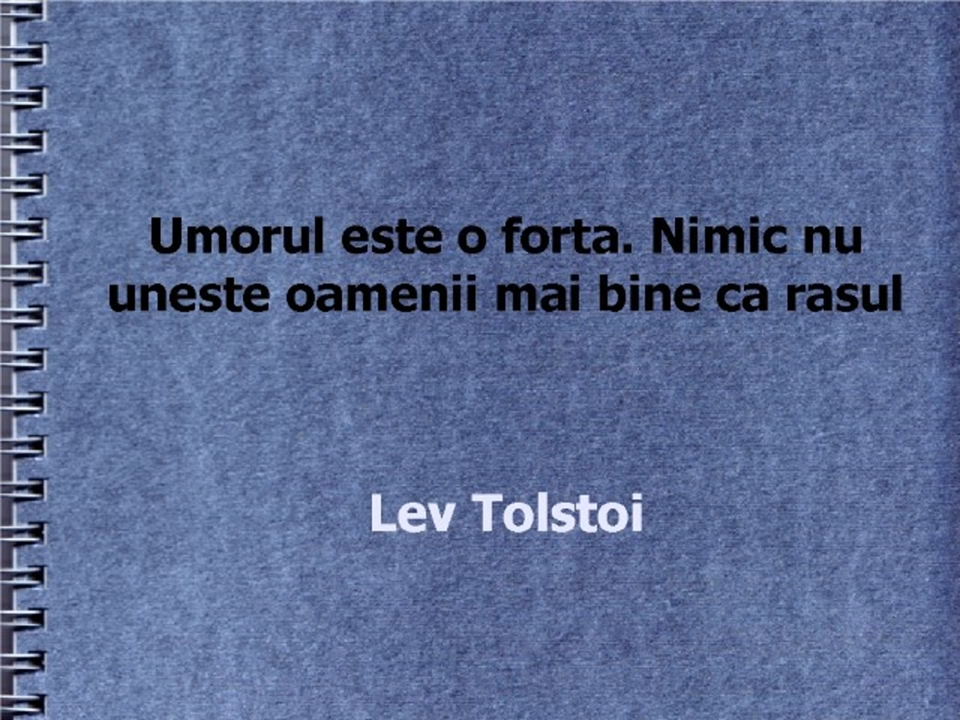 Umorul este o forta. Nimic nu
uneste oamenii mai bine ca rasul
Lev Tolstoi